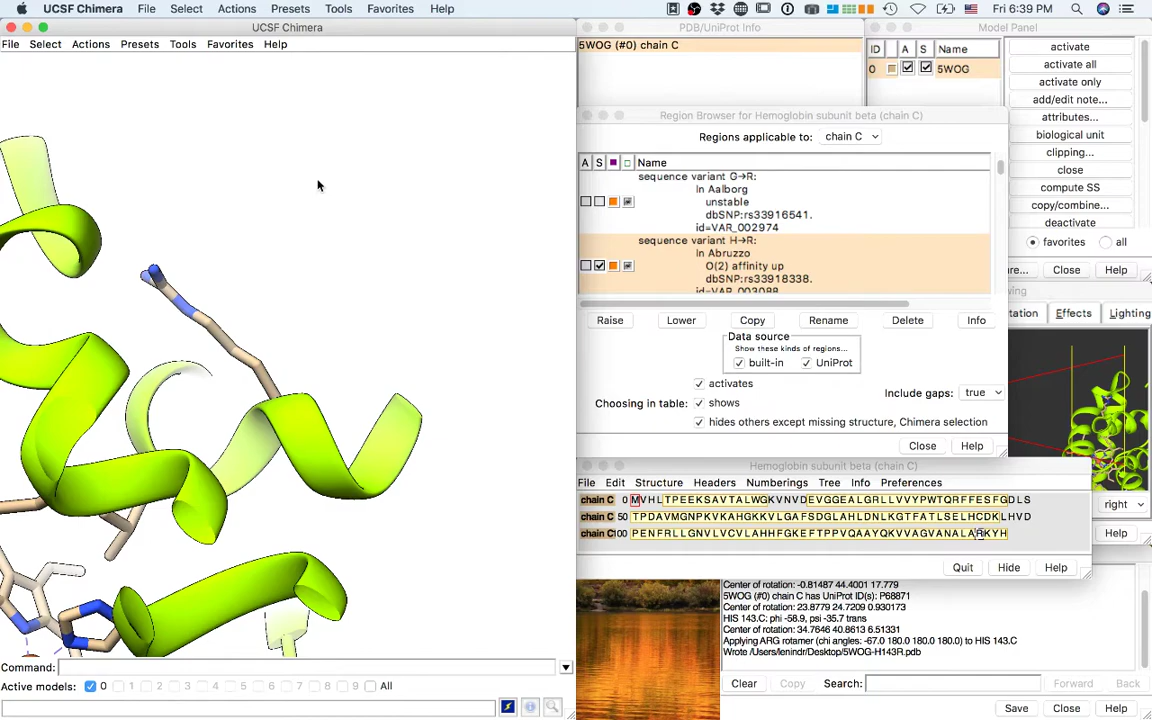 UCSF Chimera File Select Actions Presets Tools Favorites Help Fri 6:39 PM
UCSF Chimera
File Select Actions Presets Tools Favorites Help
Command:
Active models: 0 1 2 3 4 5 6 7 8 9 All
PDB/UniProt Info
5WOG (#0) chain C
Model Panel
ID A S Name
0 5WOG
activate
activate all
activate only
add/edit note...
attributes...
biological unit
clipping...
close
compute SS
copy/combine...
deactivate
favorites all
ure... Close Help
Region Browser for Hemoglobin subunit beta (chain C)
Regions applicable to: chain C
A S Name
sequence variant G→R:
In Aalborg
unstable
dbSNP:rs33916541.
id=VAR_002974
sequence variant H→R:
In Abruzzo
O(2) affinity up
dbSNP:rs33918338.
id=VAR_003088
Raise Lower Copy Rename Delete Info
Data source
Show these kinds of regions...
built-in UniProt
activates
Choosing in table: shows
hides others except missing structure, Chimera selection
Include gaps: true
Close Help
ing
tation Effects Lighting
right
Help
Hemoglobin subunit beta (chain C)
File Edit Structure Headers Numberings Tree Info Preferences
chain C 0 MVHLTPEEKSAVTALWGKVNVDEVGGEALGRLLVVYPWTQRFFESFGDLS
chain C 50 TPDAVMGNPKVKAHGKKVLGAFSDGLAHLDNLKGTFATLSELHCDKLHVD
chain C 100 PENFRLLGNVLVCVLAHHFGKEFTPPVQAAYQKVVAGVANALAHKYH
Quit Hide Help
Center of rotation: -0.81487 44.4001 17.779
5WOG (#0) chain C has UniProt ID(s): P68871
Center of rotation: 23.8779 24.7209 0.930173
HIS 143.C: phi -58.9, psi -35.7 trans
Center of rotation: 34.7646 40.8613 6.51331
Applying ARG rotamer (chi angles: -67.0 180.0 180.0 180.0) to HIS 143.C
Wrote /Users/lenindr/Desktop/5WOG-H143R.pdb
Clear Copy Search: Forward Back
Save Close Help